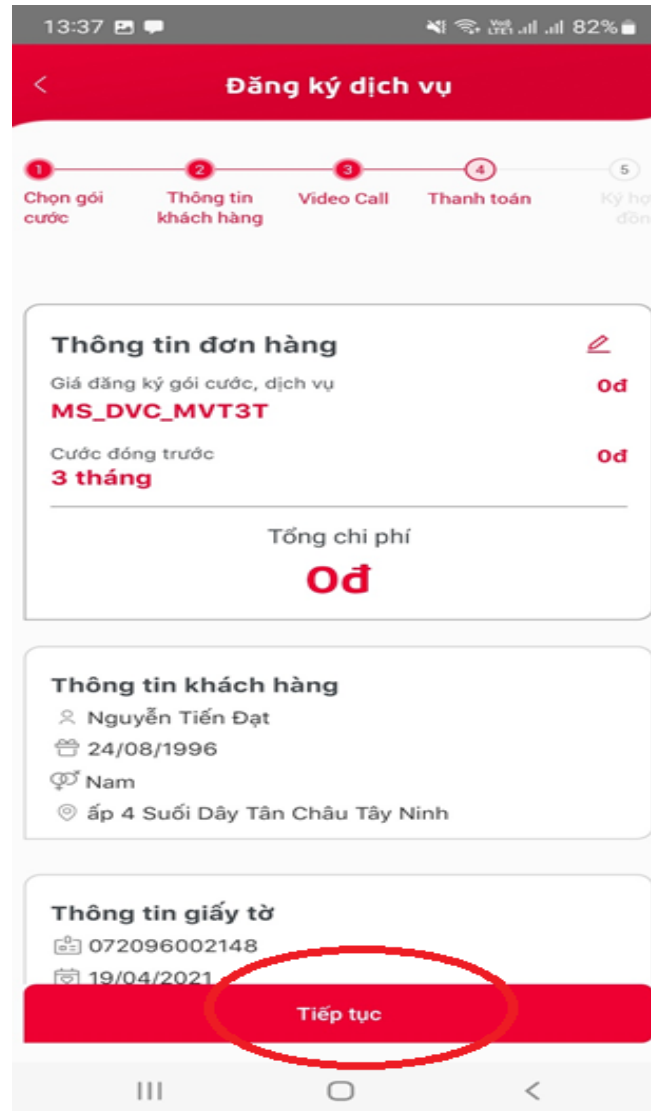 13:37 82%
Đăng ký dịch vụ
1 2 3 4 5
Chọn gói Thông tin Video Call Thanh toán Ký hợ
cước khách hàng đồn
Thông tin đơn hàng
Giá đăng ký gói cước, dịch vụ 0đ
MS_DVC_MVT3T
Cước đóng trước 0đ
3 tháng
Tổng chi phí
0đ
Thông tin khách hàng
Nguyễn Tiến Đạt
24/08/1996
Nam
ấp 4 Suối Dây Tân Châu Tây Ninh
Thông tin giấy tờ
072096002148
19/04/2021
Tiếp tục